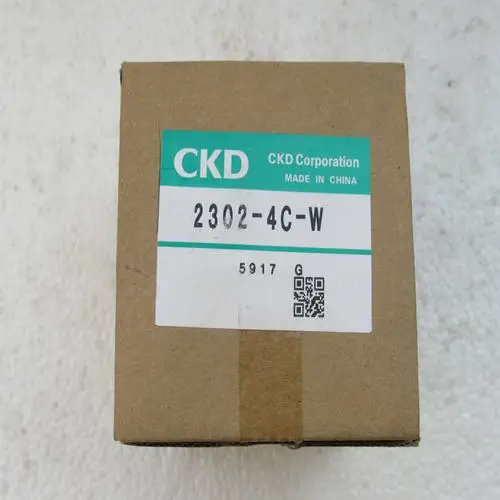 CKD
CKD Corporation
MADE IN CHINA
2302-4C-W
5917 G